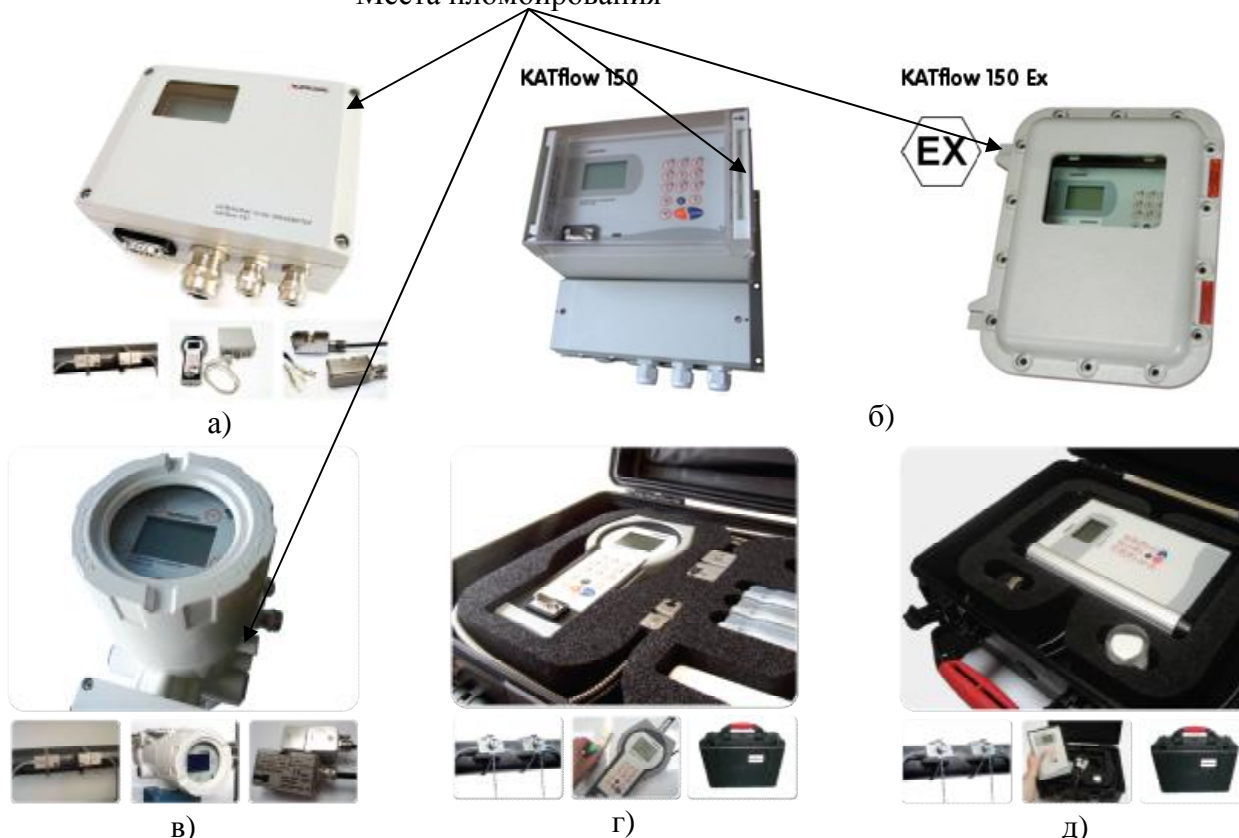 Места пломбирования
KATflow 150
KATflow 150 Ex
EX
а)
б)
в)
г)
д)